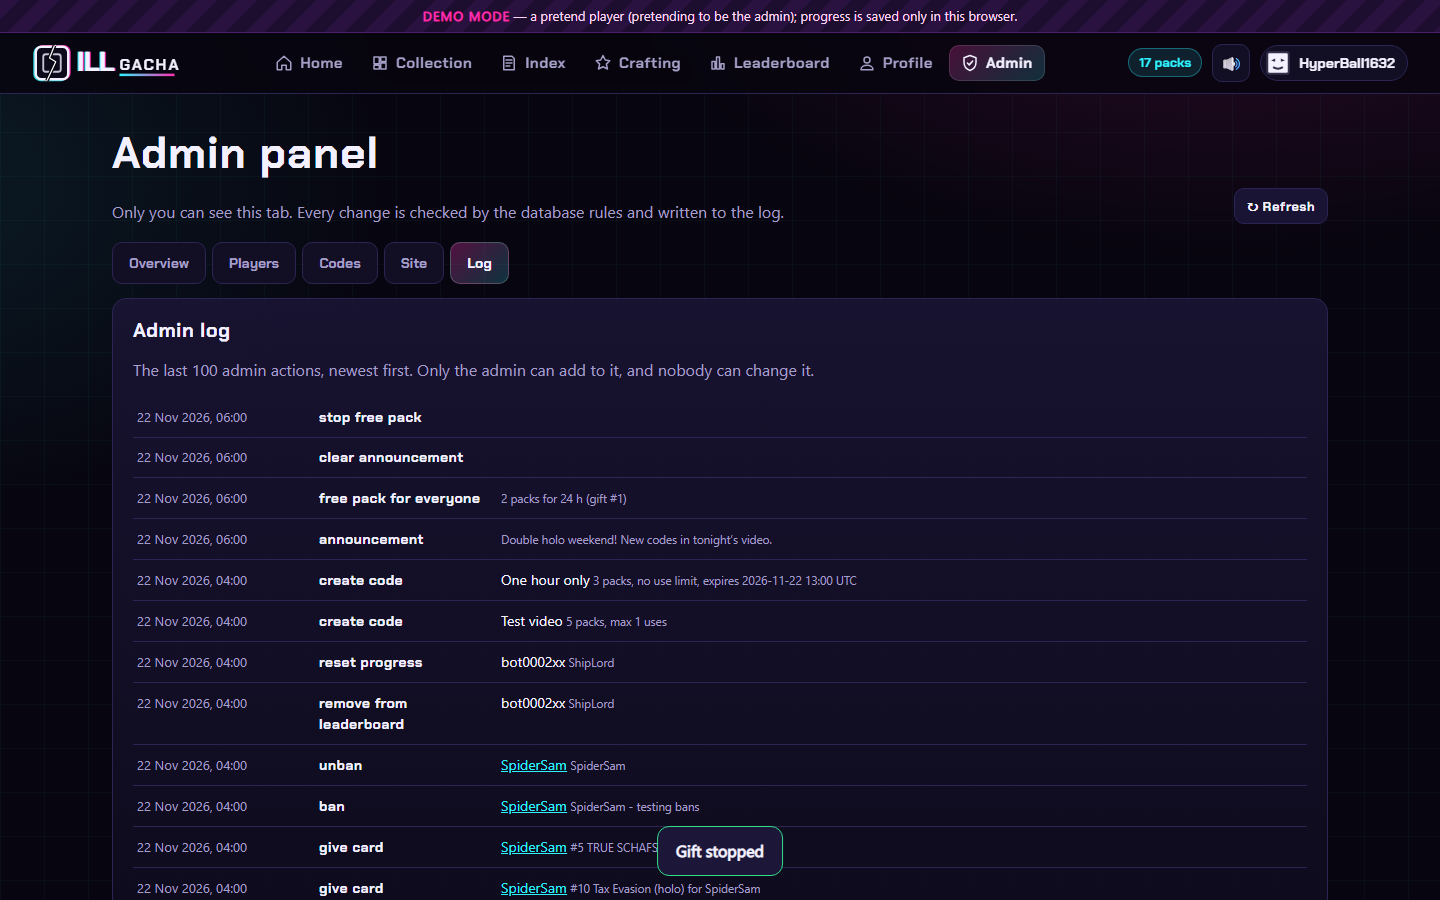 DEMO MODE — a pretend player (pretending to be the admin); progress is saved only in this browser.
ILL GACHA
Home
Collection
Index
Crafting
Leaderboard
Profile
Admin
17 packs
HyperBall1632
Admin panel
Only you can see this tab. Every change is checked by the database rules and written to the log.
↻ Refresh
Overview
Players
Codes
Site
Log
Admin log
The last 100 admin actions, newest first. Only the admin can add to it, and nobody can change it.
22 Nov 2026, 06:00 stop free pack
22 Nov 2026, 06:00 clear announcement
22 Nov 2026, 06:00 free pack for everyone 2 packs for 24 h (gift #1)
22 Nov 2026, 06:00 announcement Double holo weekend! New codes in tonight's video.
22 Nov 2026, 04:00 create code One hour only 3 packs, no use limit, expires 2026-11-22 13:00 UTC
22 Nov 2026, 04:00 create code Test video 5 packs, max 1 uses
22 Nov 2026, 04:00 reset progress bot0002xx ShipLord
22 Nov 2026, 04:00 remove from bot0002xx ShipLord
leaderboard
22 Nov 2026, 04:00 unban SpiderSam SpiderSam
22 Nov 2026, 04:00 ban SpiderSam SpiderSam - testing bans
22 Nov 2026, 04:00 give card SpiderSam #5 TRUE SCHAFS
Gift stopped
22 Nov 2026, 04:00 give card SpiderSam #10 Tax Evasion (holo) for SpiderSam